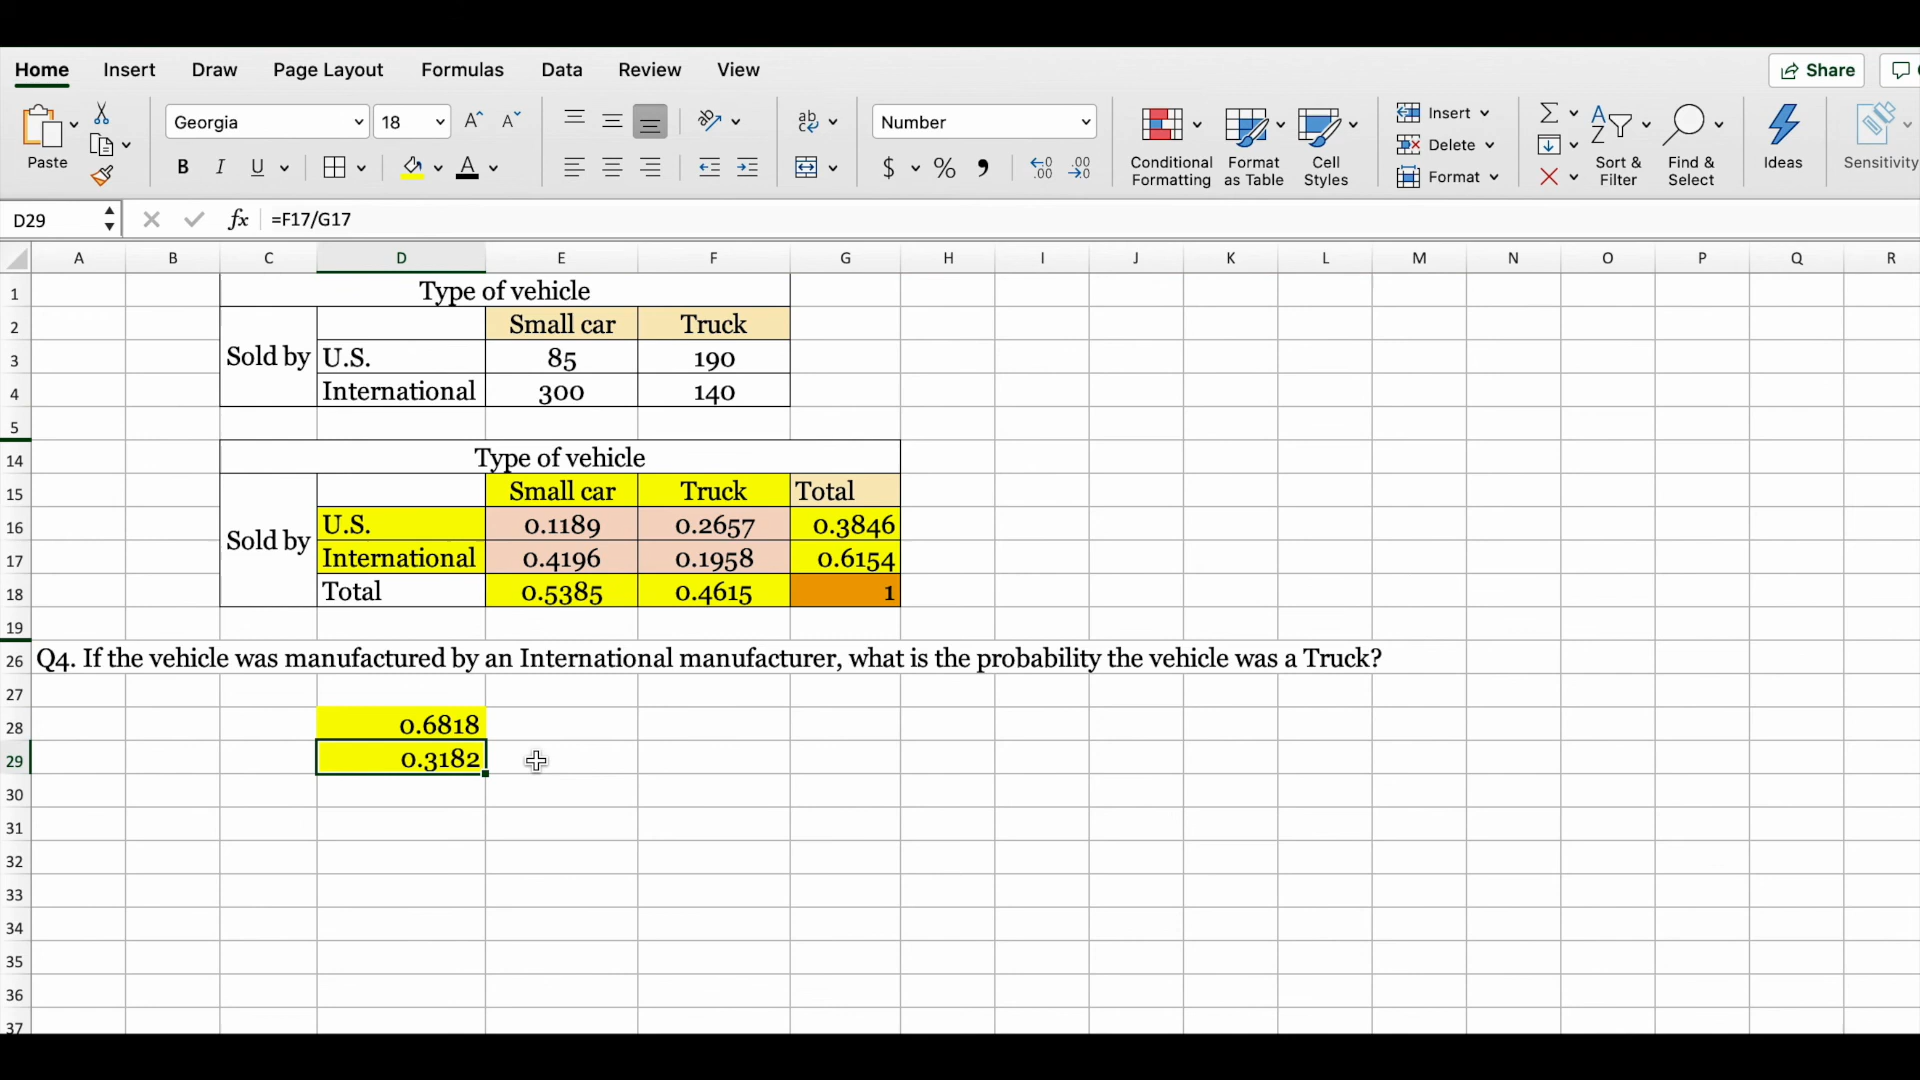 Home Insert Draw Page Layout Formulas Data Review View Share
Georgia 18 A^ A˅ ab Number Insert Σ A Z
Paste B I U A $ % , .0 .00 .00 .0 Conditional Formatting Format as Table Cell Styles Delete Format Sort & Filter Find & Select Ideas Sensitivity
D29 fx =F17/G17
A B C D E F G H I J K L M N O P Q R
1 Type of vehicle
2 Small car Truck
3 Sold by U.S. 85 190
4 International 300 140
5
14 Type of vehicle
15 Small car Truck Total
16 U.S. 0.1189 0.2657 0.3846
Sold by
17 International 0.4196 0.1958 0.6154
18 Total 0.5385 0.4615 1
19
26 Q4. If the vehicle was manufactured by an International manufacturer, what is the probability the vehicle was a Truck?
27
28 0.6818
29 0.3182
30
31
32
33
34
35
36
37